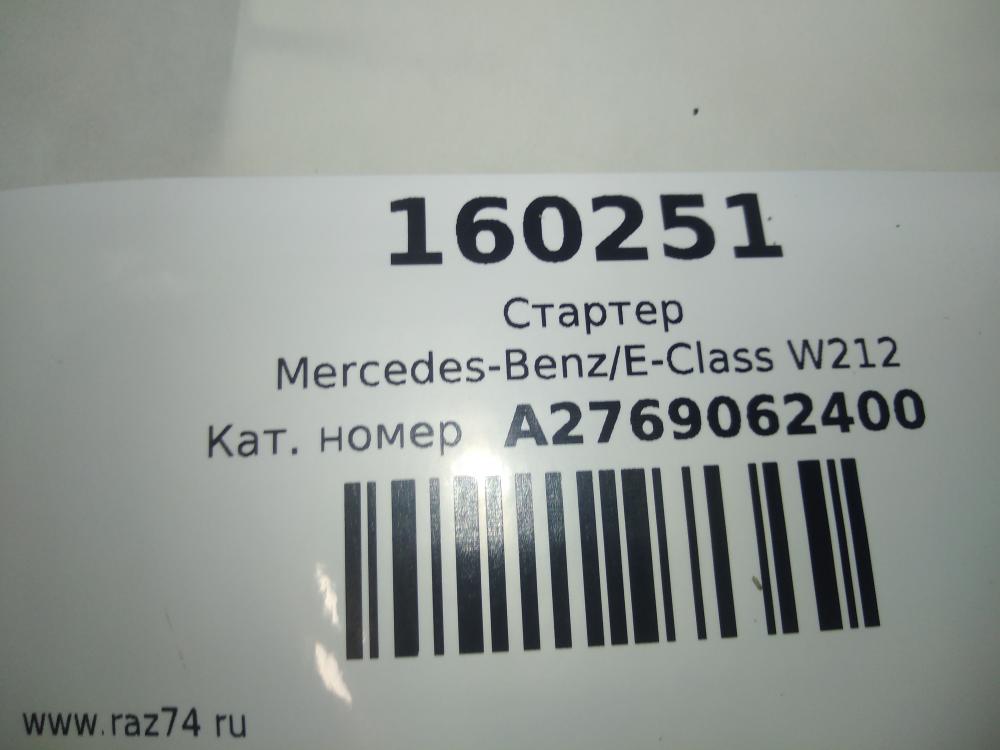 160251
Стартер
Mercedes-Benz/E-Class W212
Кат. номер A2769062400
www.raz74 ru